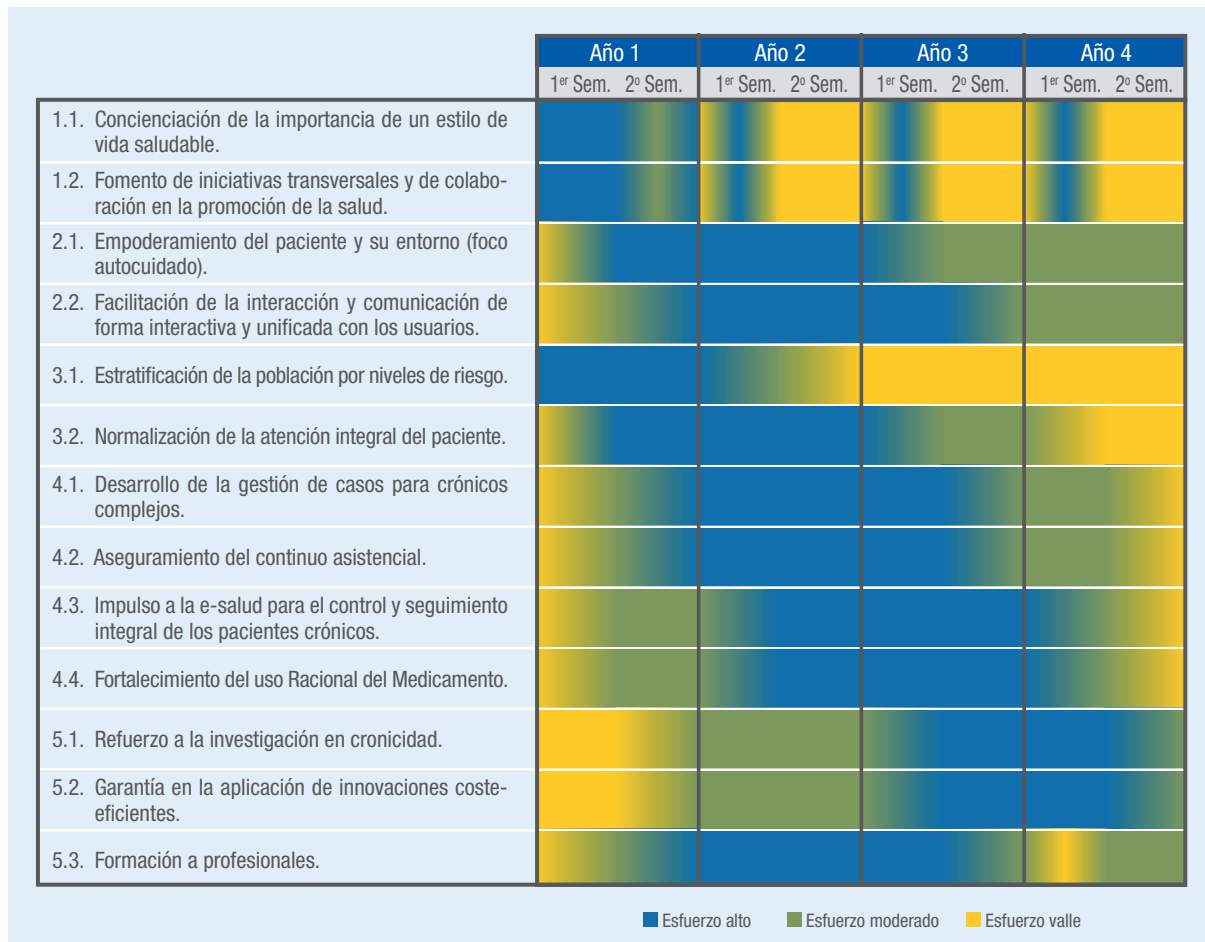 Año 1 Año 2 Año 3 Año 4
1er Sem. 2º Sem. 1er Sem. 2º Sem. 1er Sem. 2º Sem. 1er Sem. 2º Sem.
1.1. Concienciación de la importancia de un estilo de
vida saludable.
1.2. Fomento de iniciativas transversales y de colabo-
ración en la promoción de la salud.
2.1. Empoderamiento del paciente y su entorno (foco
autocuidado).
2.2. Facilitación de la interacción y comunicación de
forma interactiva y unificada con los usuarios.
3.1. Estratificación de la población por niveles de riesgo.
3.2. Normalización de la atención integral del paciente.
4.1. Desarrollo de la gestión de casos para crónicos
complejos.
4.2. Aseguramiento del continuo asistencial.
4.3. Impulso a la e-salud para el control y seguimiento
integral de los pacientes crónicos.
4.4. Fortalecimiento del uso Racional del Medicamento.
5.1. Refuerzo a la investigación en cronicidad.
5.2. Garantía en la aplicación de innovaciones coste-
eficientes.
5.3. Formación a profesionales.
Esfuerzo alto Esfuerzo moderado Esfuerzo valle